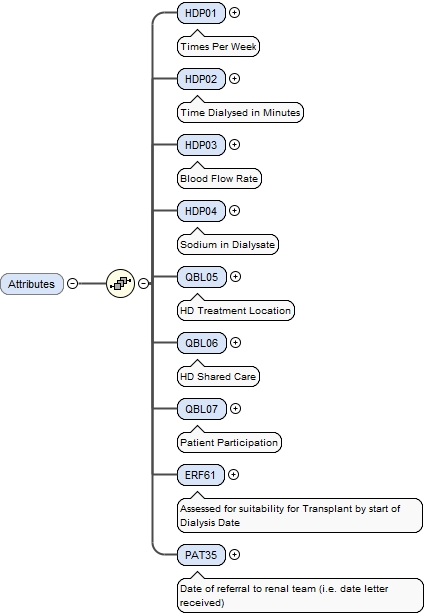 HDP01
Times Per Week
HDP02
Time Dialysed in Minutes
HDP03
Blood Flow Rate
HDP04
Sodium in Dialysate
Attributes
QBL05
HD Treatment Location
QBL06
HD Shared Care
QBL07
Patient Participation
ERF61
Assessed for suitability for Transplant by start of
Dialysis Date
PAT35
Date of referral to renal team (i.e. date letter
received)